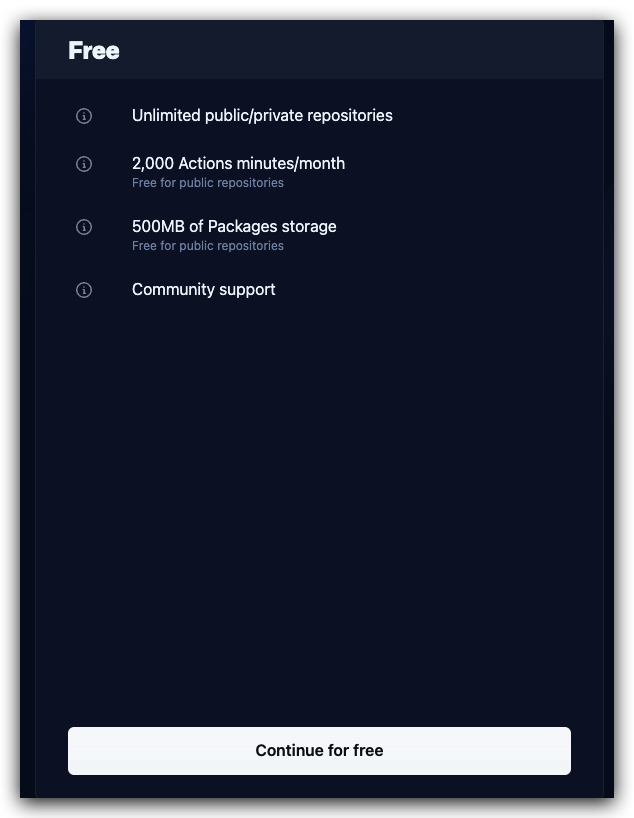 Free
Unlimited public/private repositories
2,000 Actions minutes/month
Free for public repositories
500MB of Packages storage
Free for public repositories
Community support
Continue for free